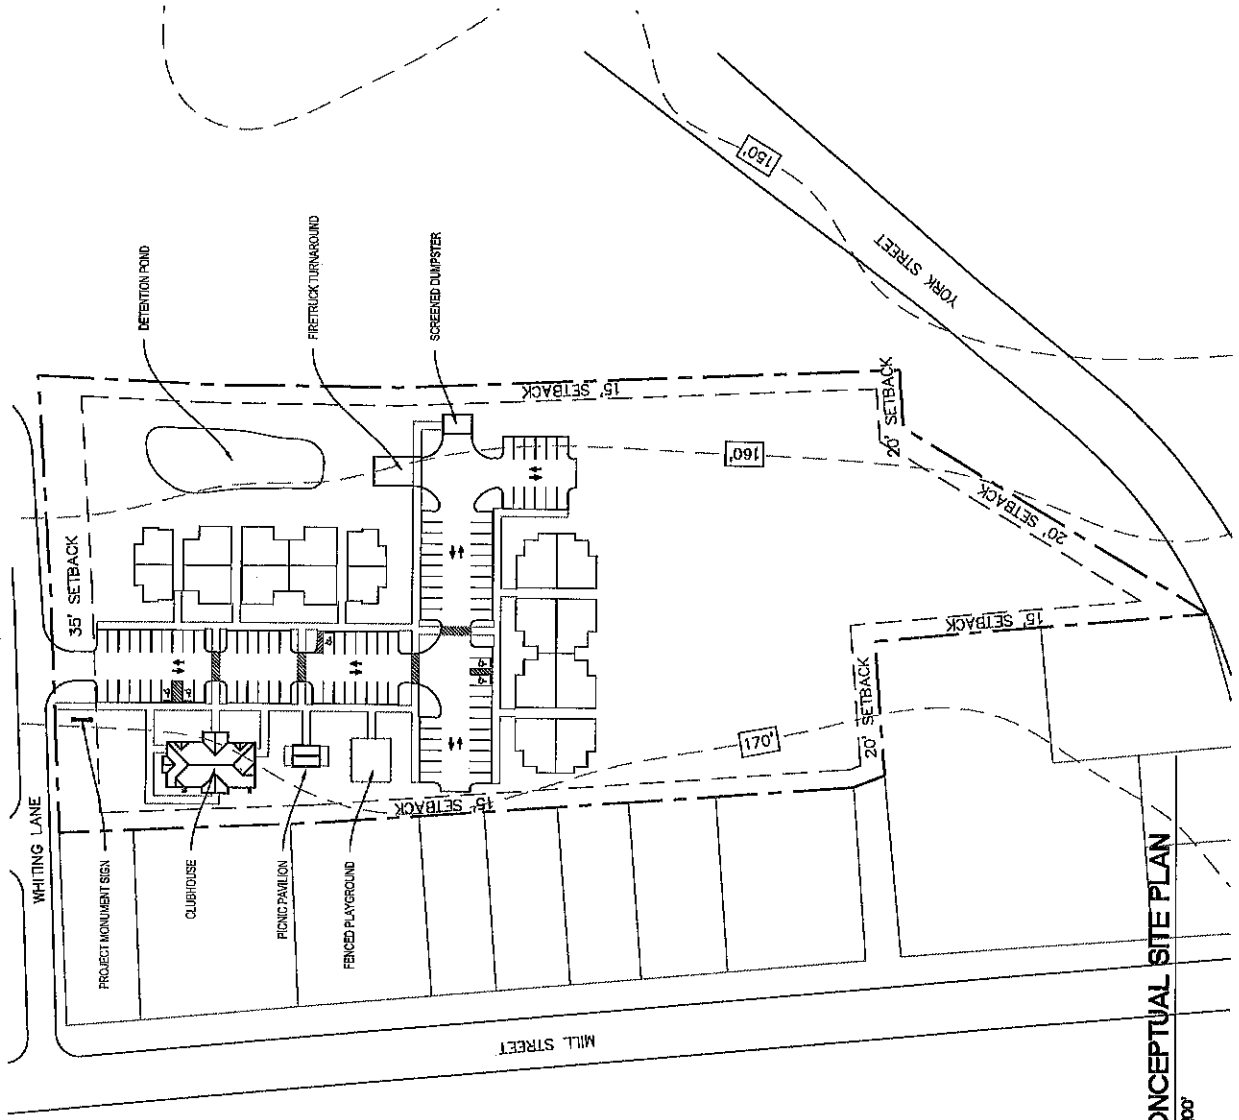 DETENTION POND
FIRETRUCK TURNAROUND
SCREENED DUMPSTER
150'
YORK STREET
35' SETBACK
15' SETBACK
20' SETBACK
160'
20' SETBACK
15' SETBACK
20' SETBACK
170'
15' SETBACK
WHITING LANE
PROJECT MONUMENT SIGN
CLUBHOUSE
PICNIC PAVILION
FENCED PLAYGROUND
MILL STREET
ONCEPTUAL SITE PLAN
00'